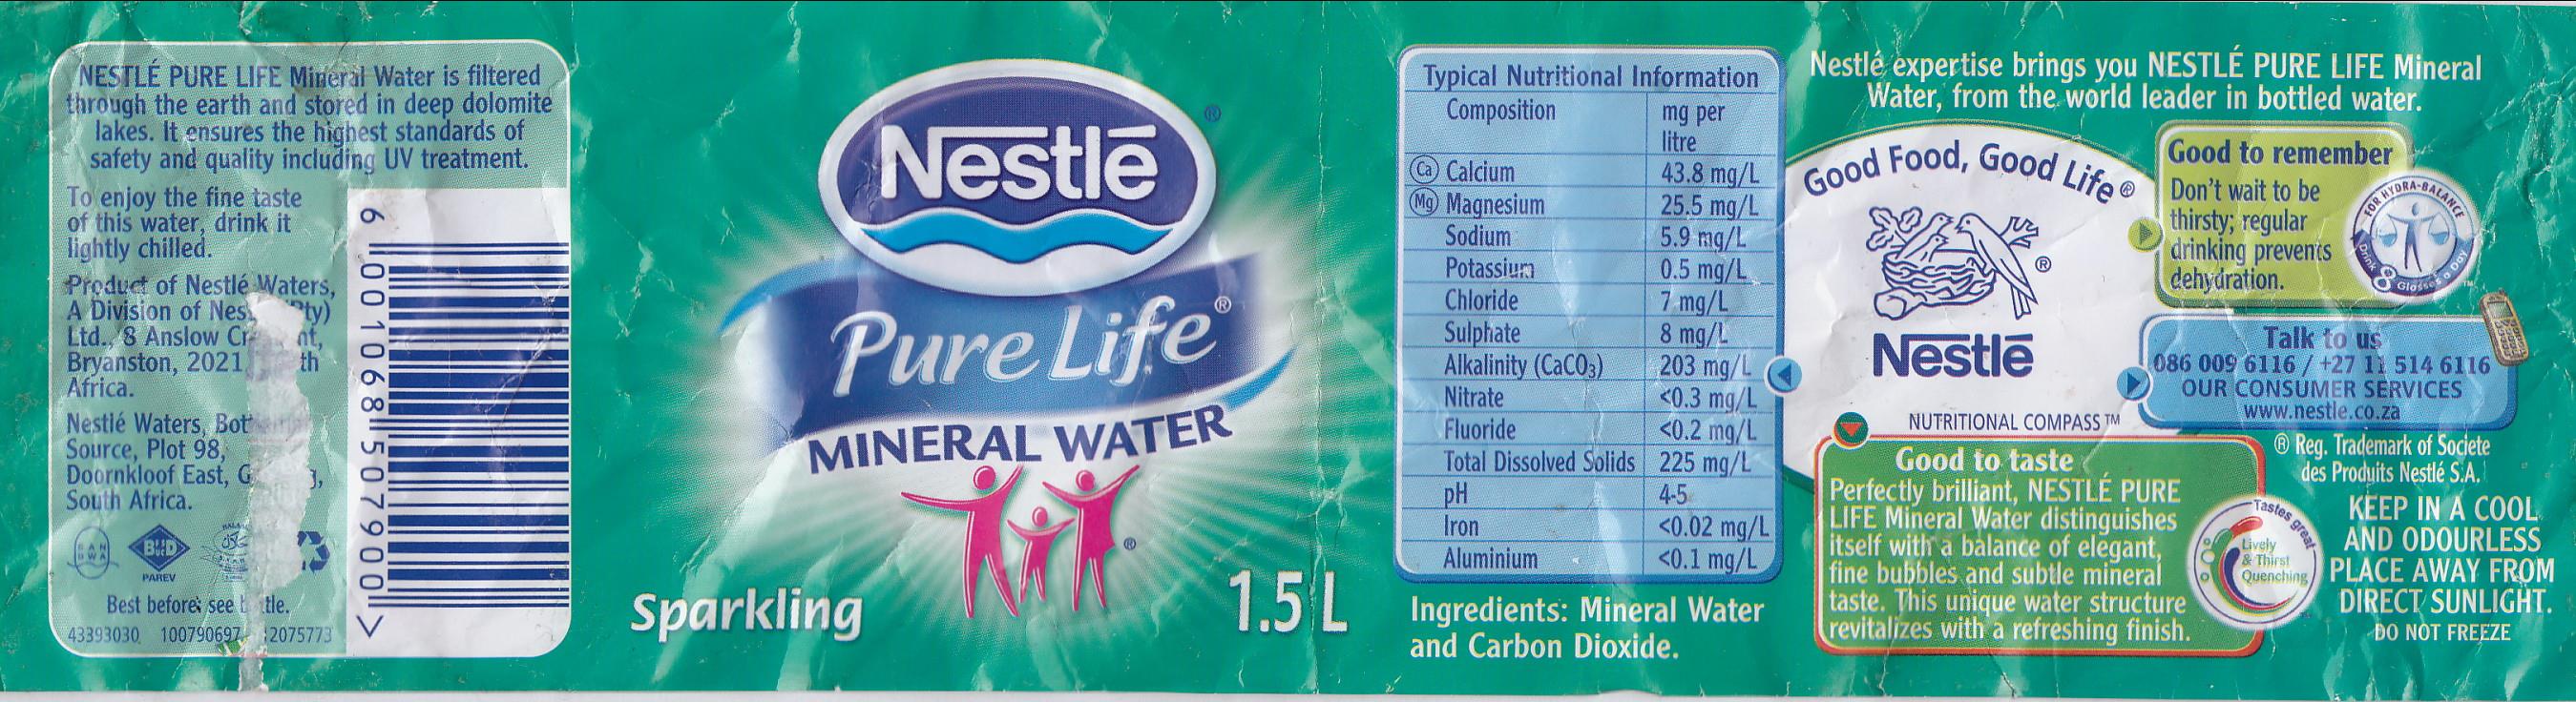 NESTLÉ PURE LIFE Mineral Water is filtered
through the earth and stored in deep dolomite
lakes. It ensures the highest standards of
safety and quality including UV treatment.
To enjoy the fine taste
of this water, drink it
lightly chilled.
Product of Nestlé Waters,
A Division of (Pty)
Ltd., 8 Anslow
Bryanston, 2021,
Africa.
Nestlé Waters,
Source, Plot 98,
Doornkloof East,
South Africa.
SAN
BWA
PAREV
Best before: see
43393030 100790697 12075773
6 001068 507900 >
Nestlé ®
Pure Life ®
MINERAL WATER
®
Sparkling
1.5 L
Typical Nutritional Information
Composition mg per
litre
Ca Calcium 43.8 mg/L
Mg Magnesium 25.5 mg/L
Sodium 5.9 mg/L
Potassium 0.5 mg/L
Chloride 7 mg/L
Sulphate 8 mg/L
Alkalinity (CaCO₃) 203 mg/L
Nitrate <0.3 mg/L
Fluoride <0.2 mg/L
Total Dissolved Solids 225 mg/L
pH 4-5
Iron <0.02 mg/L
Aluminium <0.1 mg/L
Ingredients: Mineral Water
and Carbon Dioxide.
Nestlé expertise brings you NESTLÉ PURE LIFE Mineral
Water, from the world leader in bottled water.
Good Food, Good Life ®
®
Nestlé
NUTRITIONAL COMPASS ™
Good to remember
Don't wait to be
thirsty; regular
drinking prevents
dehydration.
FOR HYDRA-BALANCE
Drink 8 Glasses a Day ™
Talk to us
086 009 6116 / +27 11 514 6116
OUR CONSUMER SERVICES
www.nestle.co.za
Good to taste
Perfectly brilliant, NESTLÉ PURE
LIFE Mineral Water distinguishes
itself with a balance of elegant,
fine bubbles and subtle mineral
taste. This unique water structure
revitalizes with a refreshing finish.
Tastes great
Lively
& Thirst
Quenching
® Reg. Trademark of Societe
des Produits Nestlé S.A.
KEEP IN A COOL
AND ODOURLESS
PLACE AWAY FROM
DIRECT SUNLIGHT.
DO NOT FREEZE